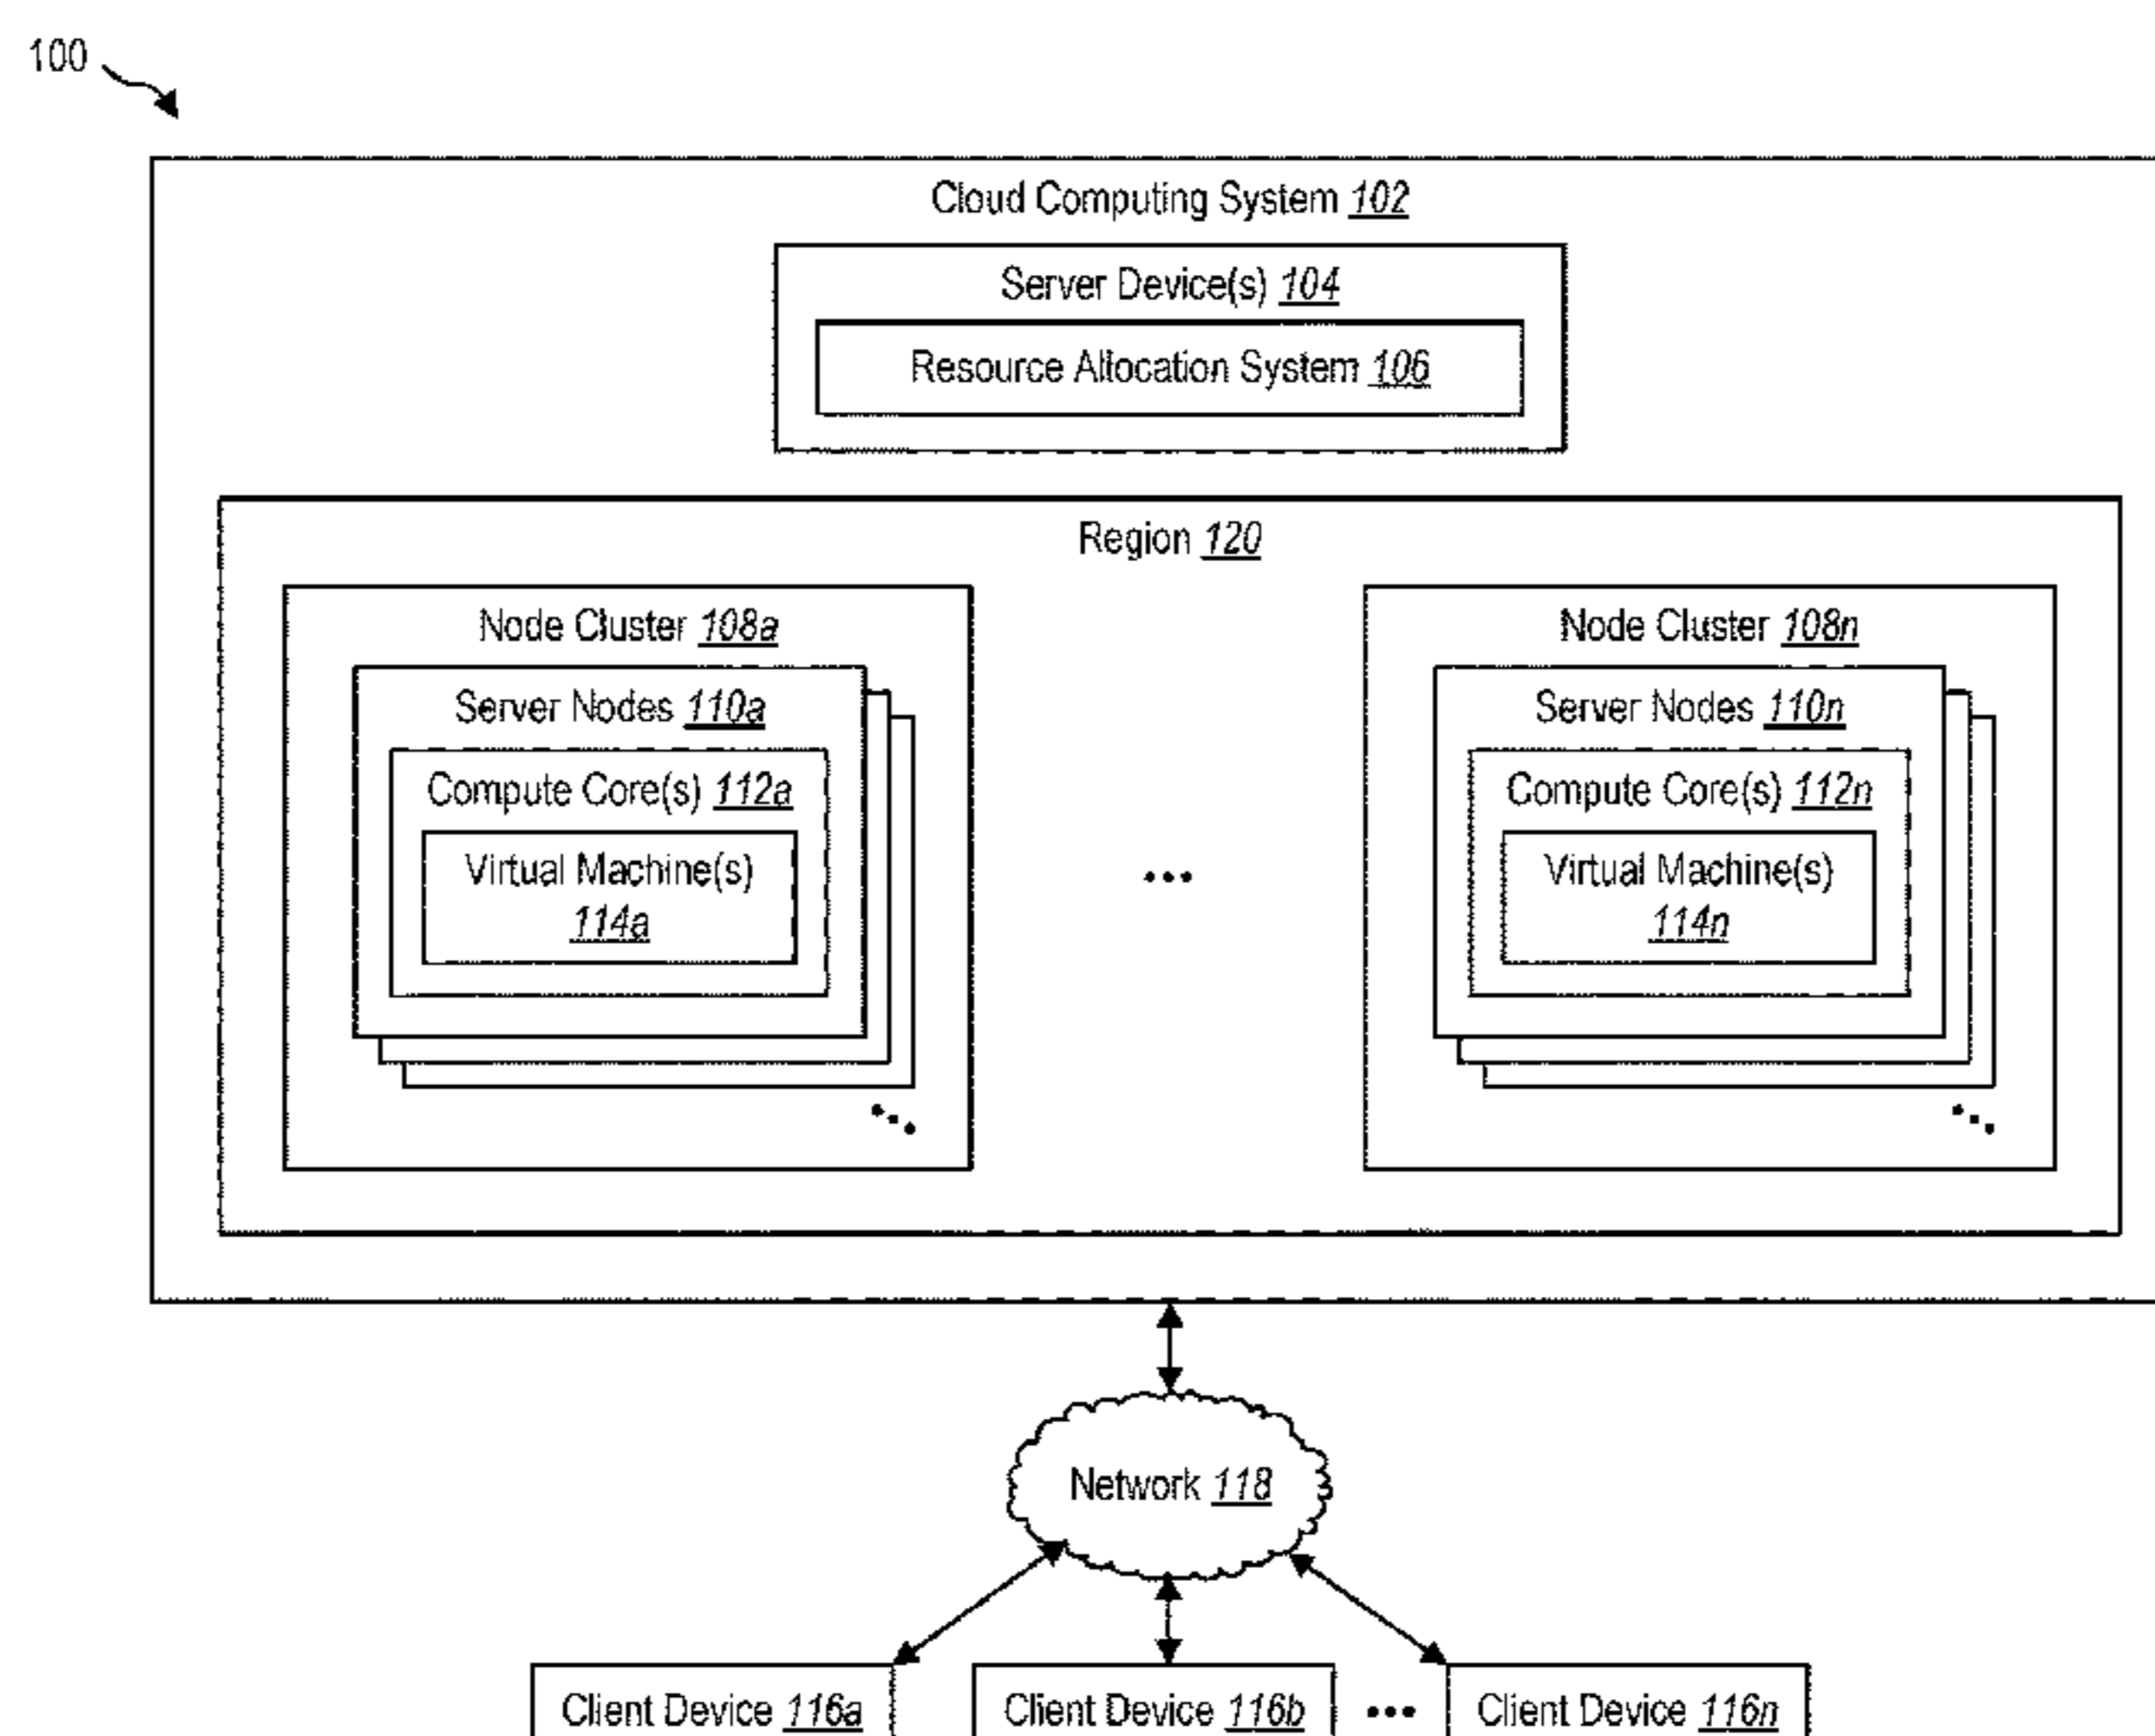 100
Cloud Computing System 102
Server Device(s) 104
Resource Allocation System 106
Region 120
Node Cluster 108a
Server Nodes 110a
Compute Core(s) 112a
Virtual Machine(s)
114a
...
Node Cluster 108n
Server Nodes 110n
Compute Core(s) 112n
Virtual Machine(s)
114n
Network 118
Client Device 116a
Client Device 116b
...
Client Device 116n